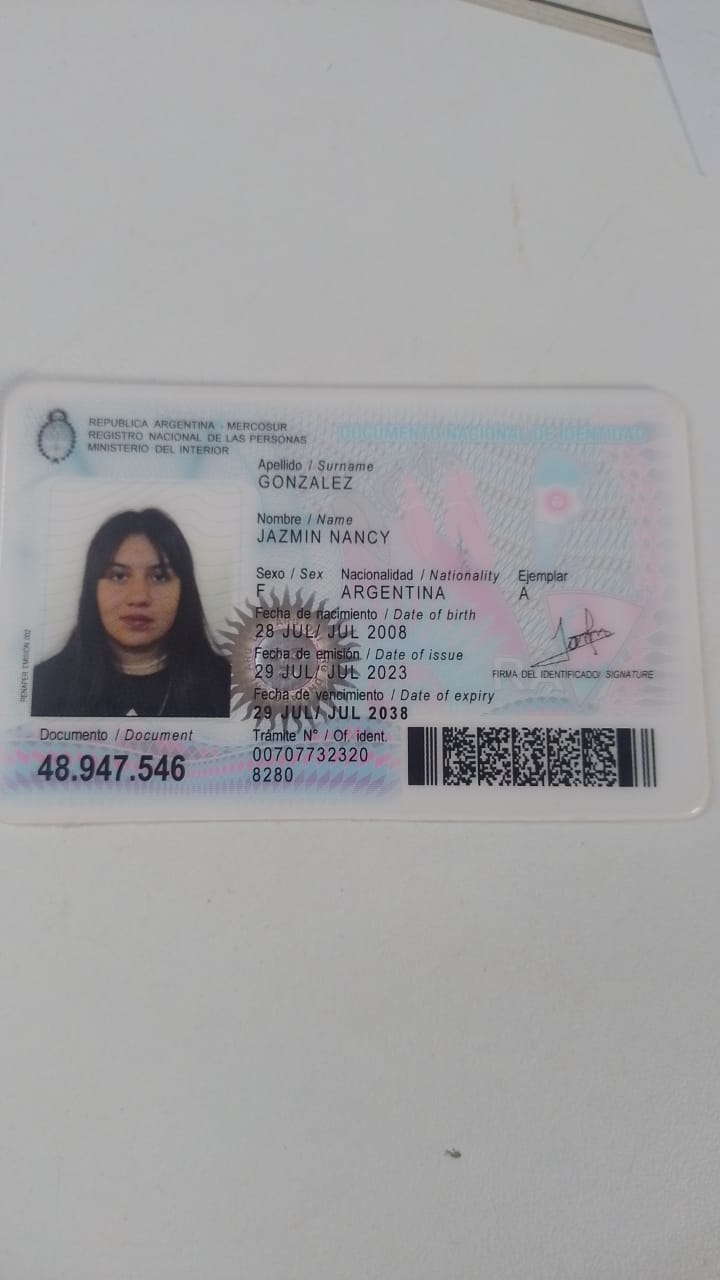 REPUBLICA ARGENTINA - MERCOSUR
REGISTRO NACIONAL DE LAS PERSONAS
MINISTERIO DEL INTERIOR
DOCUMENTO NACIONAL DE IDENTIDAD
Apellido / Surname
GONZALEZ
Nombre / Name
JAZMIN NANCY
Sexo / Sex Nacionalidad / Nationality Ejemplar
F ARGENTINA A
Fecha de nacimiento / Date of birth
28 JUL/ JUL 2008
Fecha de emisión / Date of issue
29 JUL/ JUL 2023
FIRMA DEL IDENTIFICADO/ SIGNATURE
Fecha de vencimiento / Date of expiry
29 JUL/ JUL 2038
Documento / Document
48.947.546
Trámite N° / Of. ident.
00707732320
8280
RENAPER EMISION 002